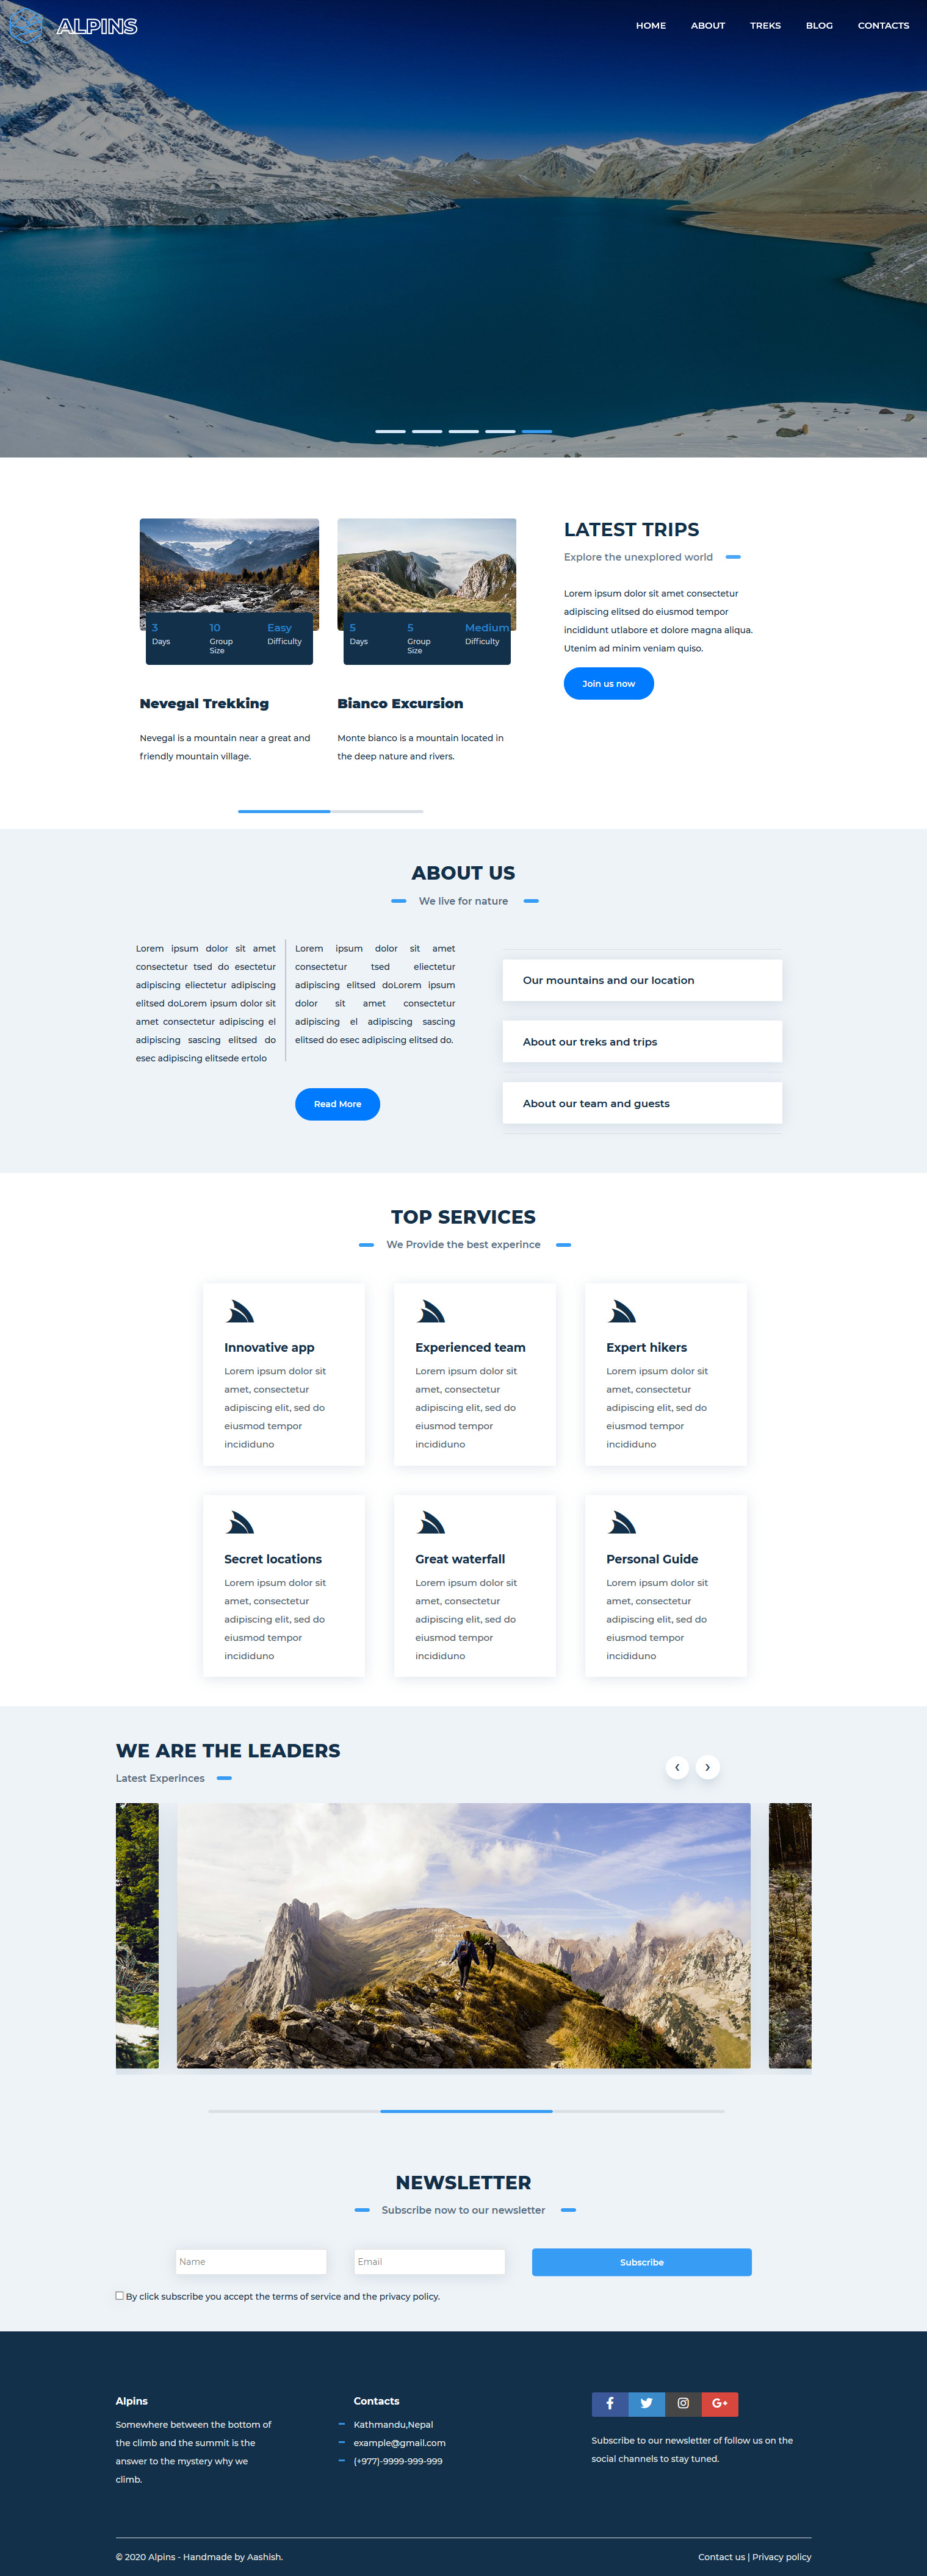 ALPINS
HOME ABOUT TREKS BLOG CONTACTS
3 10 Easy
Days Group Difficulty
Size
5 5 Medium
Days Group Difficulty
Size
Nevegal Trekking
Nevegal is a mountain near a great and
friendly mountain village.
Bianco Excursion
Monte bianco is a mountain located in
the deep nature and rivers.
LATEST TRIPS
Explore the unexplored world
Lorem ipsum dolor sit amet consectetur
adipiscing elitsed do eiusmod tempor
incididunt utlabore et dolore magna aliqua.
Utenim ad minim veniam quiso.
Join us now
ABOUT US
We live for nature
Lorem ipsum dolor sit amet
consectetur tsed do esectetur
adipiscing eliectetur adipiscing
elitsed doLorem ipsum dolor sit
amet consectetur adipiscing el
adipiscing sascing elitsed do
esec adipiscing elitsede ertolo
Lorem ipsum dolor sit amet
consectetur tsed eliectetur
adipiscing elitsed doLorem ipsum
dolor sit amet consectetur
adipiscing el adipiscing sascing
elitsed do esec adipiscing elitsed do.
Read More
Our mountains and our location
About our treks and trips
About our team and guests
TOP SERVICES
We Provide the best experince
Innovative app
Lorem ipsum dolor sit
amet, consectetur
adipiscing elit, sed do
eiusmod tempor
incididuno
Experienced team
Lorem ipsum dolor sit
amet, consectetur
adipiscing elit, sed do
eiusmod tempor
incididuno
Expert hikers
Lorem ipsum dolor sit
amet, consectetur
adipiscing elit, sed do
eiusmod tempor
incididuno
Secret locations
Lorem ipsum dolor sit
amet, consectetur
adipiscing elit, sed do
eiusmod tempor
incididuno
Great waterfall
Lorem ipsum dolor sit
amet, consectetur
adipiscing elit, sed do
eiusmod tempor
incididuno
Personal Guide
Lorem ipsum dolor sit
amet, consectetur
adipiscing elit, sed do
eiusmod tempor
incididuno
WE ARE THE LEADERS
Latest Experinces
NEWSLETTER
Subscribe now to our newsletter
Name
Email
Subscribe
By click subscribe you accept the terms of service and the privacy policy.
Alpins
Somewhere between the bottom of
the climb and the summit is the
answer to the mystery why we
climb.
Contacts
Kathmandu,Nepal
example@gmail.com
(+977)-9999-999-999
Subscribe to our newsletter of follow us on the
social channels to stay tuned.
© 2020 Alpins - Handmade by Aashish.
Contact us | Privacy policy